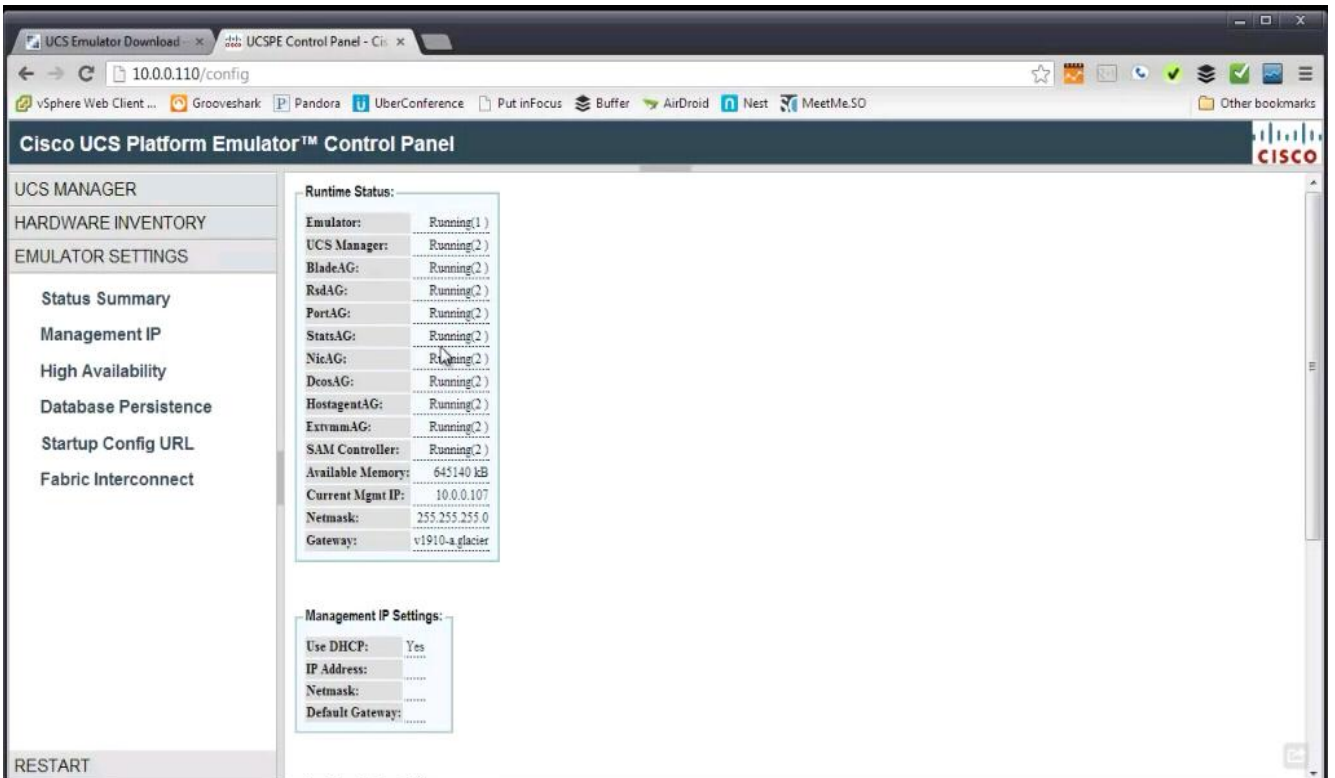 UCS Emulator Download -
UCSPE Control Panel - Cis
10.0.0.110/config
vSphere Web Client ...
Grooveshark
Pandora
UberConference
Put inFocus
Buffer
AirDroid
Nest
MeetMe.SO
Other bookmarks
Cisco UCS Platform Emulator™ Control Panel
CISCO
UCS MANAGER
HARDWARE INVENTORY
EMULATOR SETTINGS
Status Summary
Management IP
High Availability
Database Persistence
Startup Config URL
Fabric Interconnect
RESTART
Runtime Status:
Emulator: Running(1 )
UCS Manager: Running(2 )
BladeAG: Running(2 )
RsdAG: Running(2 )
PortAG: Running(2 )
StatsAG: Running(2 )
NicAG: Running(2 )
DcosAG: Running(2 )
HostagentAG: Running(2 )
ExtvmmAG: Running(2 )
SAM Controller: Running(2 )
Available Memory: 645140 kB
Current Mgmt IP: 10.0.0.107
Netmask: 255.255.255.0
Gateway: v1910-a.glacier
Management IP Settings:
Use DHCP: Yes
IP Address:
Netmask:
Default Gateway: